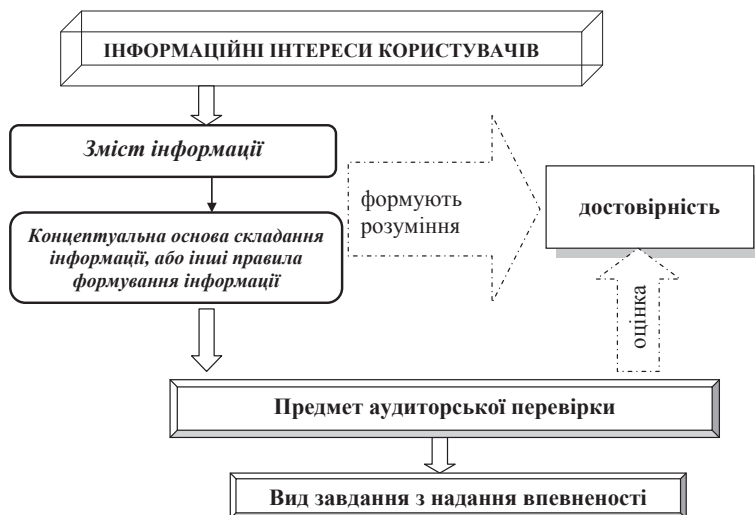 ІНФОРМАЦІЙНІ ІНТЕРЕСИ КОРИСТУВАЧІВ
Зміст інформації
формують
розуміння
достовірність
Концептуальна основа складання
інформації, або інші правила
формування інформації
оцінка
Предмет аудиторської перевірки
Вид завдання з надання впевненості